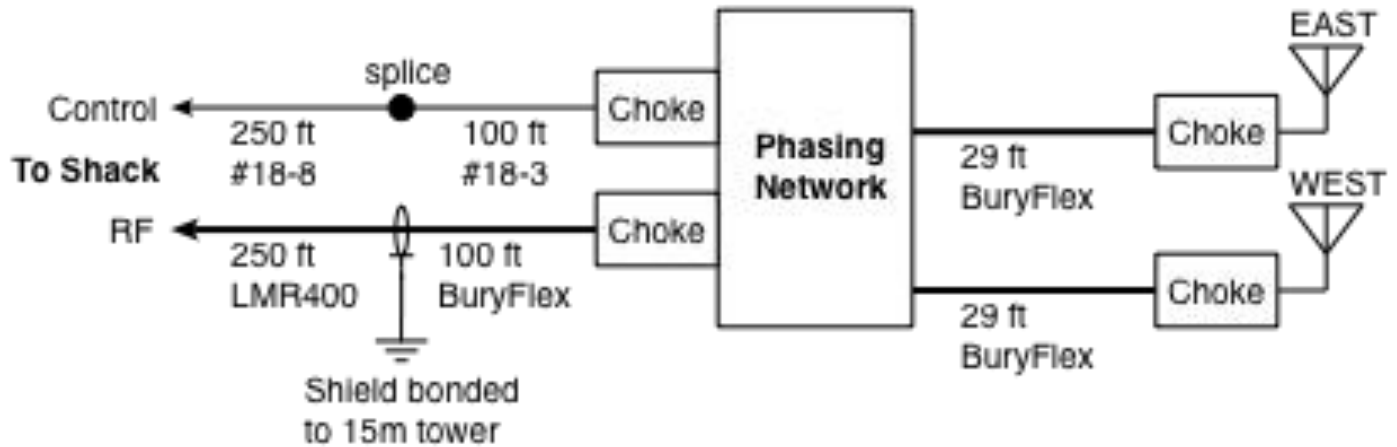 splice
Control
250 ft
#18-8
100 ft
#18-3
To Shack
RF
250 ft
LMR400
100 ft
BuryFlex
Shield bonded
to 15m tower
Choke
Choke
Phasing
Network
29 ft
BuryFlex
29 ft
BuryFlex
Choke
Choke
EAST
WEST